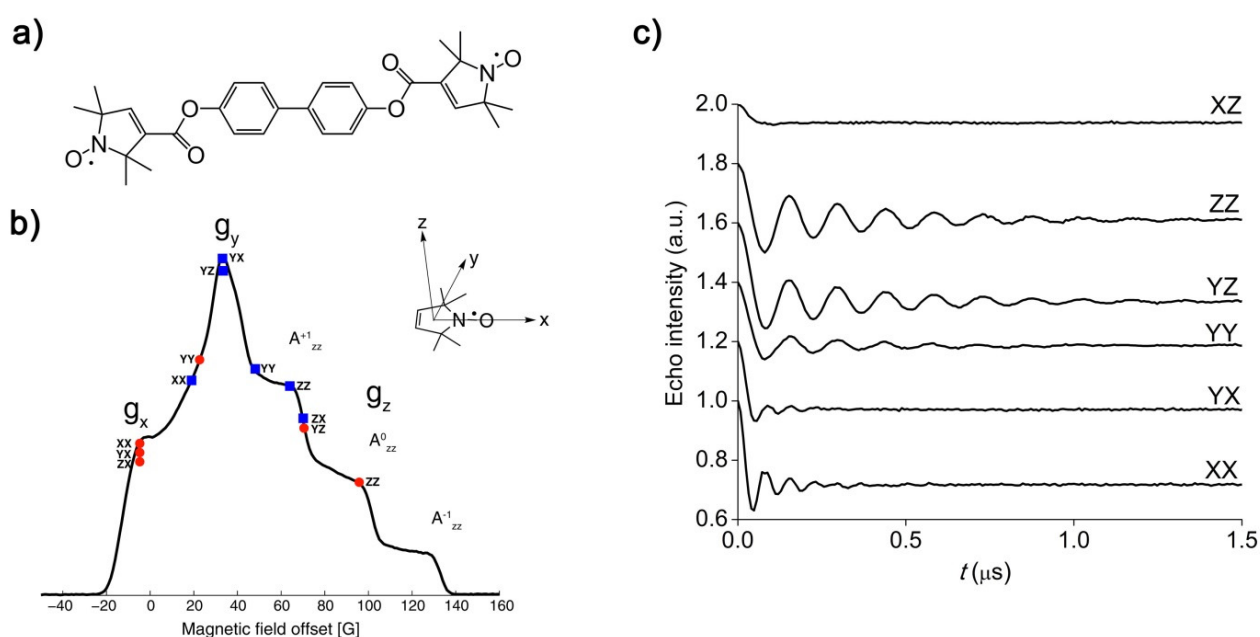 a)
O
N
O
O
O
O
N
O
b)
g_y
YX
YZ
z
y
N
O
x
A^{+1}_{zz}
YY
XX
YY
ZZ
g_x
g_z
ZX
YZ
A^0_{zz}
XX
YX
ZX
ZZ
A^{-1}_{zz}
−40 −20 0 20 40 60 80 100 120 140 160
Magnetic field offset [G]
c)
2.0
1.8
1.6
1.4
1.2
1.0
0.8
0.6
Echo intensity (a.u.)
XZ
ZZ
YZ
YY
YX
XX
0.0 0.5 1.0 1.5
t (μs)